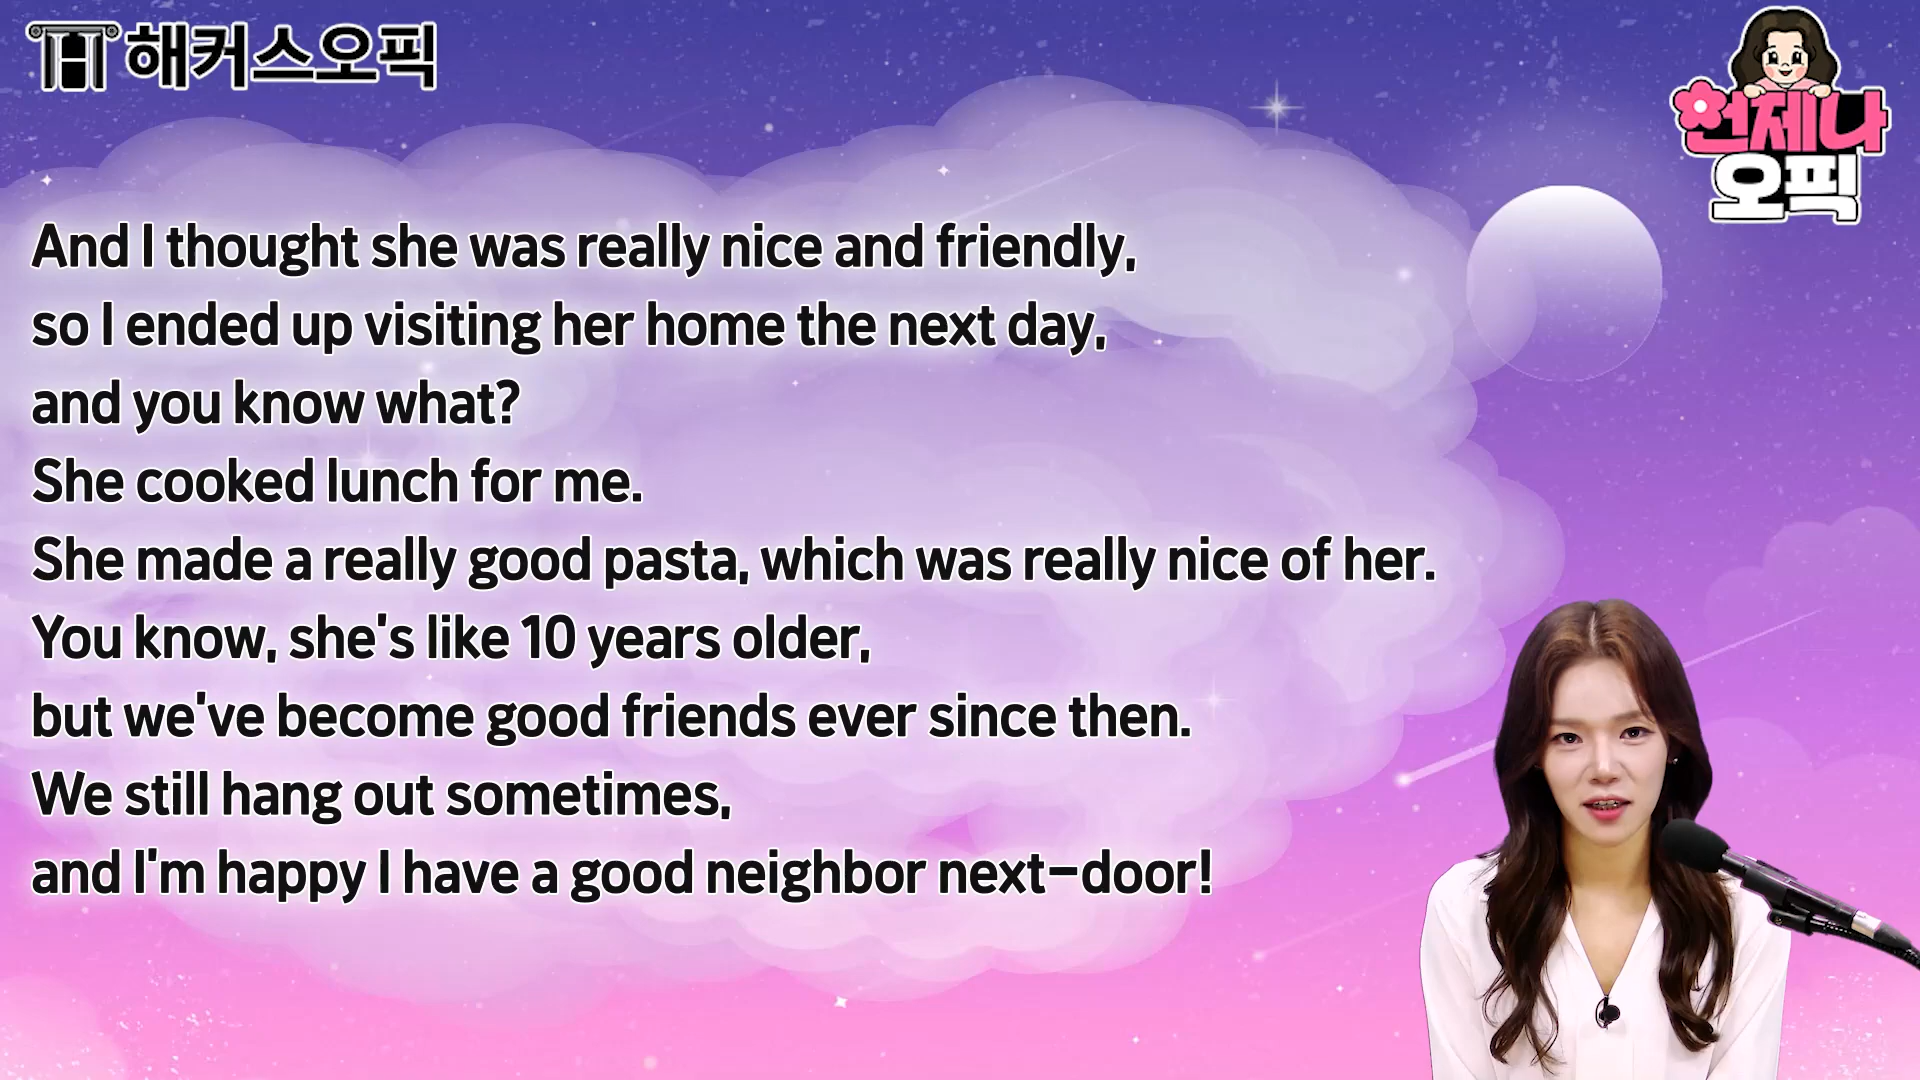 해커스오픽
언제나
오픽
And I thought she was really nice and friendly,
so I ended up visiting her home the next day,
and you know what?
She cooked lunch for me.
She made a really good pasta, which was really nice of her.
You know, she's like 10 years older,
but we've become good friends ever since then.
We still hang out sometimes,
and I'm happy I have a good neighbor next-door!